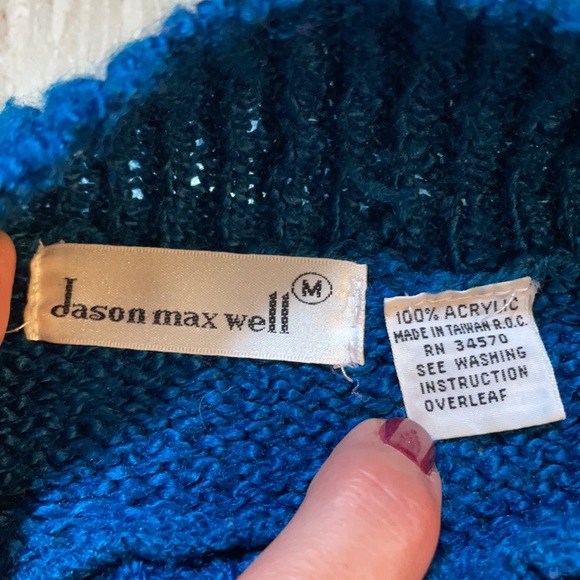 Jason max well
M
100% ACRYLIC
MADE IN TAIWAN R.O.C.
RN 34570
SEE WASHING
INSTRUCTION
OVERLEAF